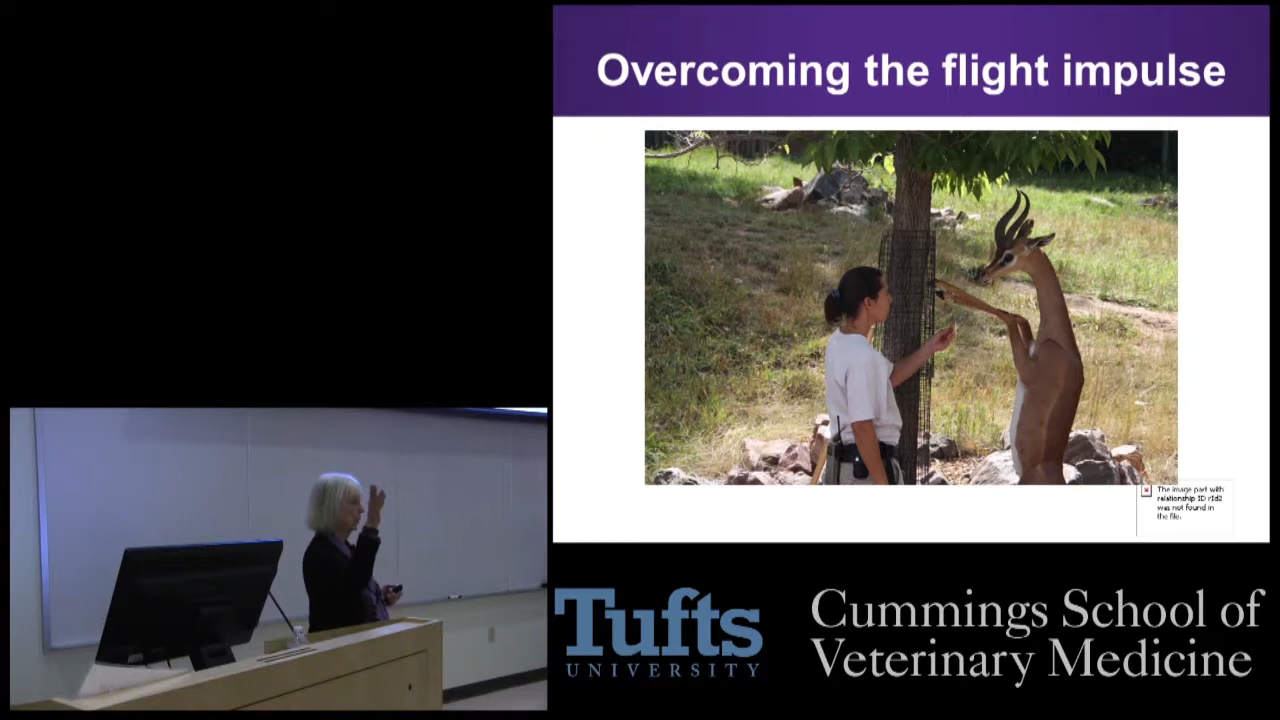 Overcoming the flight impulse
The image part with
relationship ID rId2
was not found in
the file.
Tufts
UNIVERSITY
Cummings School of
Veterinary Medicine